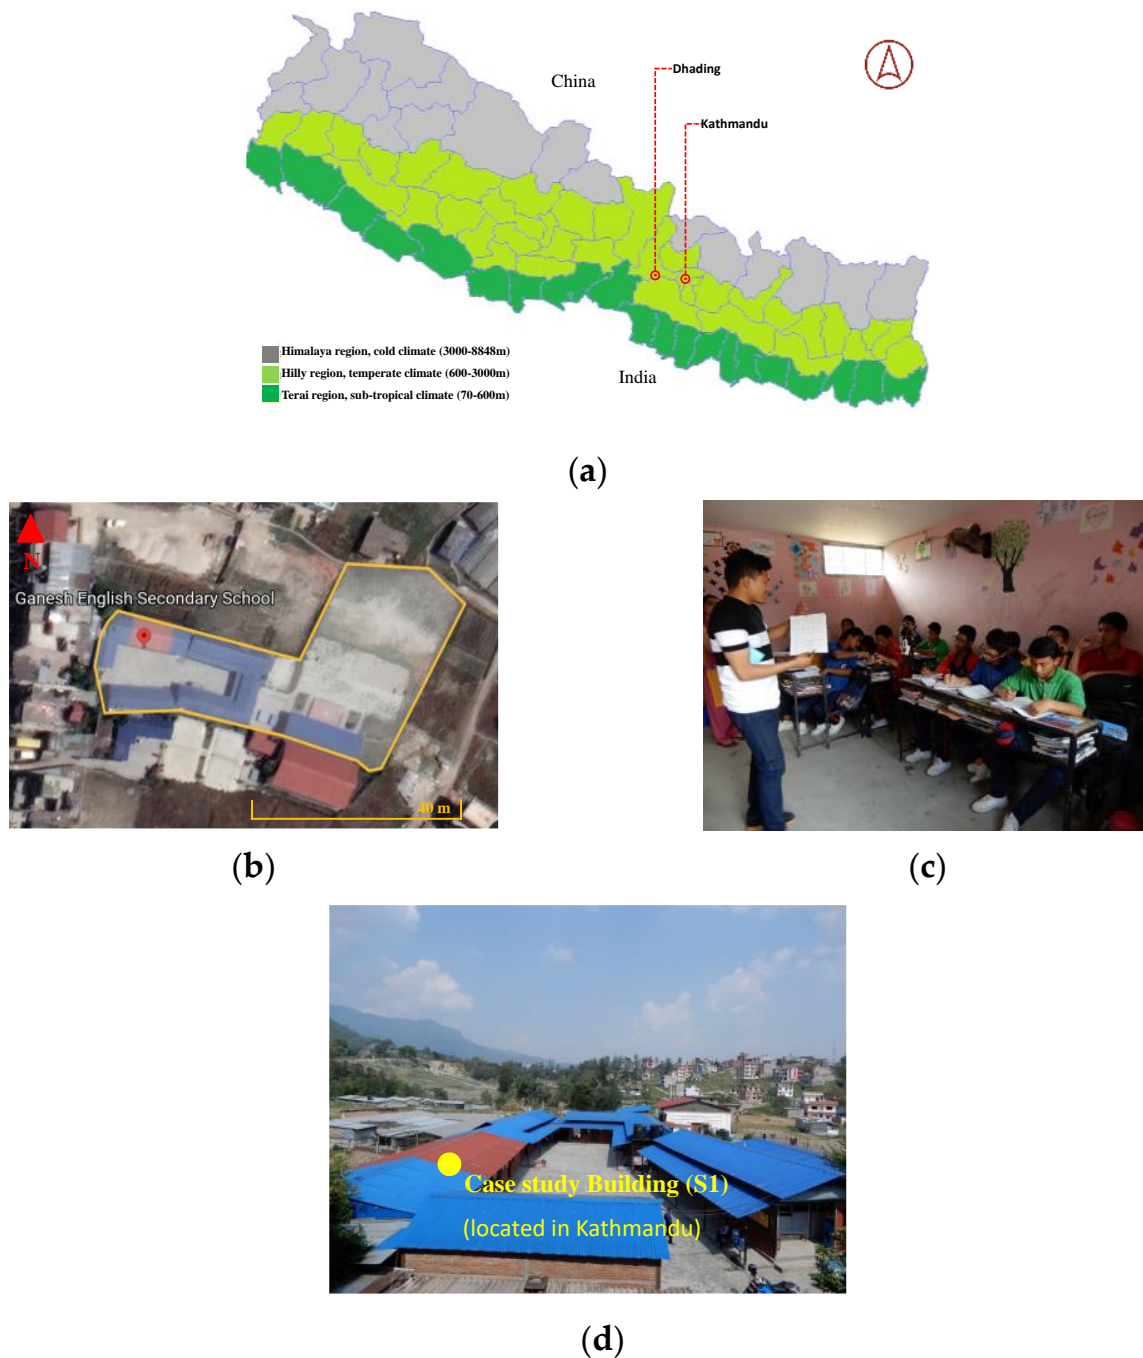 China
Dhading
Kathmandu
Himalaya region, cold climate (3000-8848m)
Hilly region, temperate climate (600-3000m)
Terai region, sub-tropical climate (70-600m)
India
(a)
N
Ganesh English Secondary School
40 m
(b)
(c)
Case study Building (S1)
(located in Kathmandu)
(d)